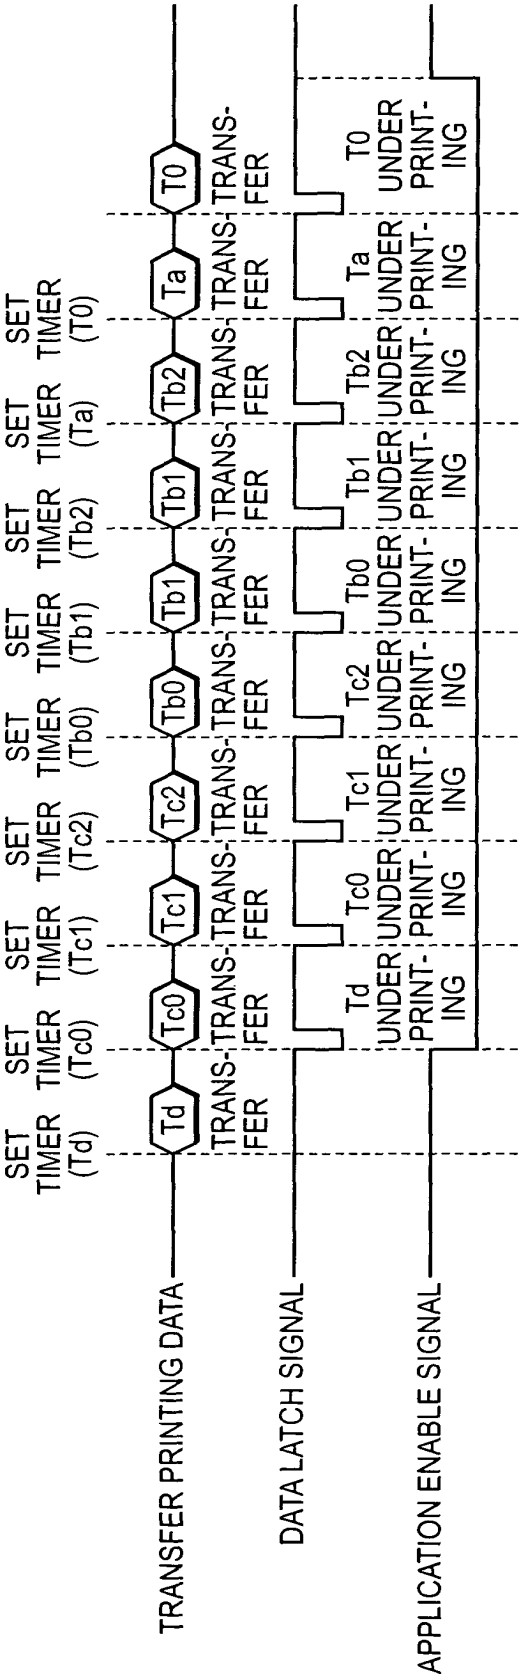 SET TIMER (Td)
SET TIMER (Tc0)
SET TIMER (Tc1)
SET TIMER (Tc2)
SET TIMER (Tb0)
SET TIMER (Tb1)
SET TIMER (Tb2)
SET TIMER (Ta)
SET TIMER (T0)
TRANSFER PRINTING DATA
Td
Tc0
Tc1
Tc2
Tb0
Tb1
Tb1
Tb2
Ta
T0
TRANS-
FER
TRANS-
FER
TRANS-
FER
TRANS-
FER
TRANS-
FER
TRANS-
FER
TRANS-
FER
TRANS-
FER
TRANS-
FER
TRANS-
FER
DATA LATCH SIGNAL
APPLICATION ENABLE SIGNAL
Td
UNDER
PRINT-
ING
Tc0
UNDER
PRINT-
ING
Tc1
UNDER
PRINT-
ING
Tc2
UNDER
PRINT-
ING
Tb0
UNDER
PRINT-
ING
Tb1
UNDER
PRINT-
ING
Tb2
UNDER
PRINT-
ING
Ta
UNDER
PRINT-
ING
T0
UNDER
PRINT-
ING